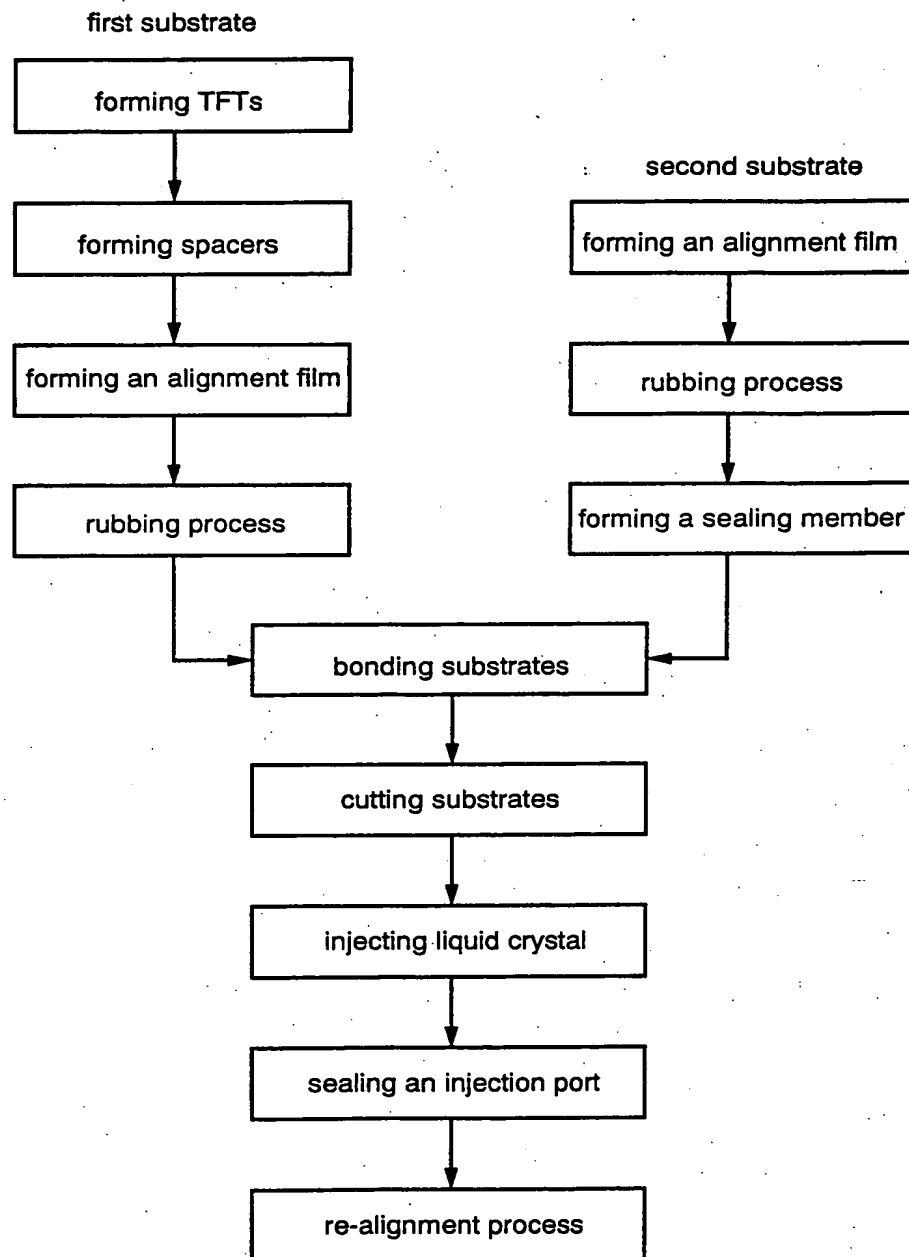 first substrate
forming TFTs
forming spacers
forming an alignment film
rubbing process
second substrate
forming an alignment film
rubbing process
forming a sealing member
bonding substrates
cutting substrates
injecting liquid crystal
sealing an injection port
re-alignment process